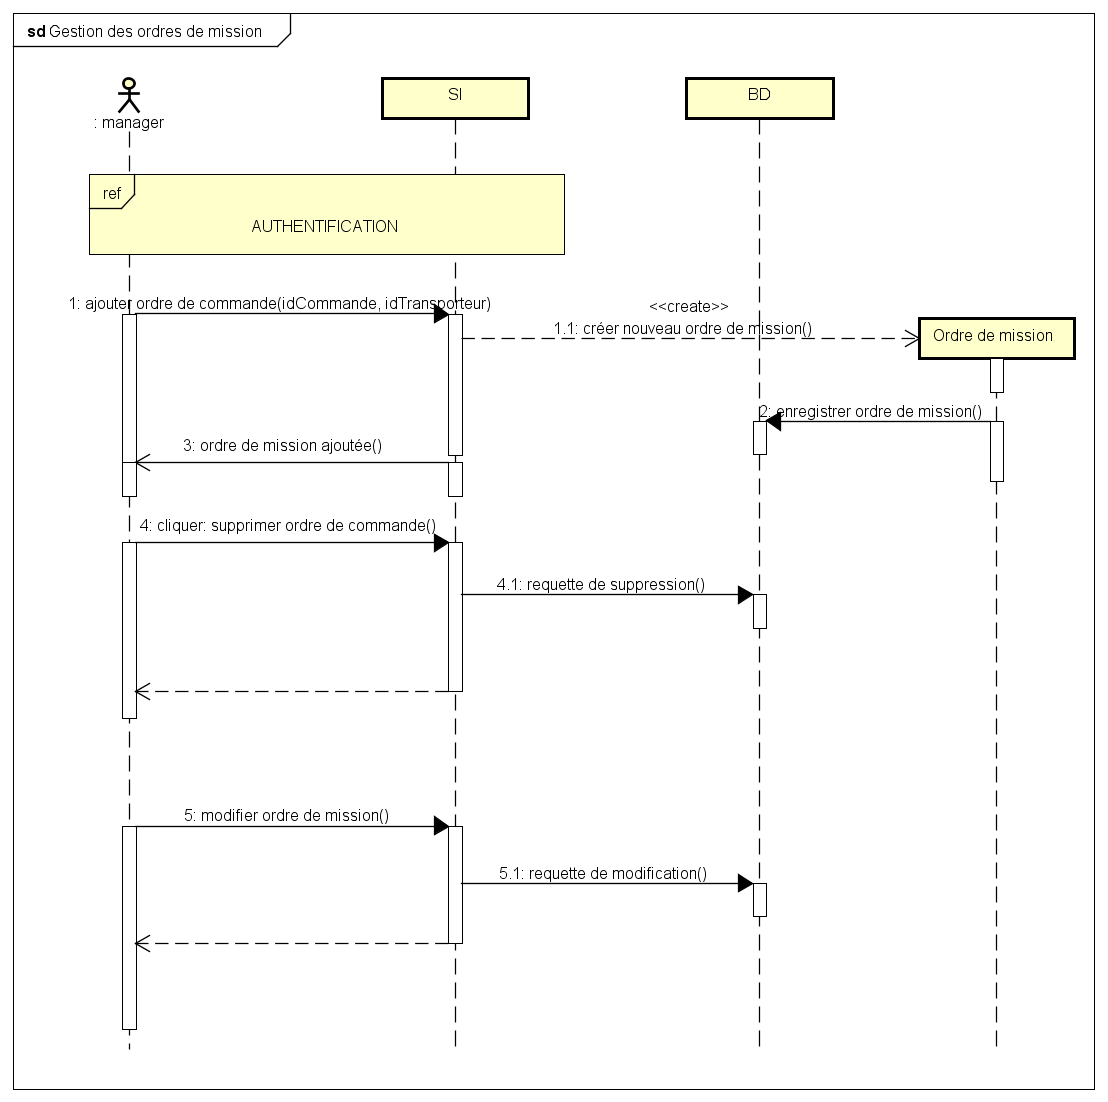 sd Gestion des ordres de mission
: manager
SI
BD
ref
AUTHENTIFICATION
1: ajouter ordre de commande(idCommande, idTransporteur)
<<create>>
1.1: créer nouveau ordre de mission()
Ordre de mission
2: enregistrer ordre de mission()
3: ordre de mission ajoutée()
4: cliquer: supprimer ordre de commande()
4.1: requette de suppression()
5: modifier ordre de mission()
5.1: requette de modification()